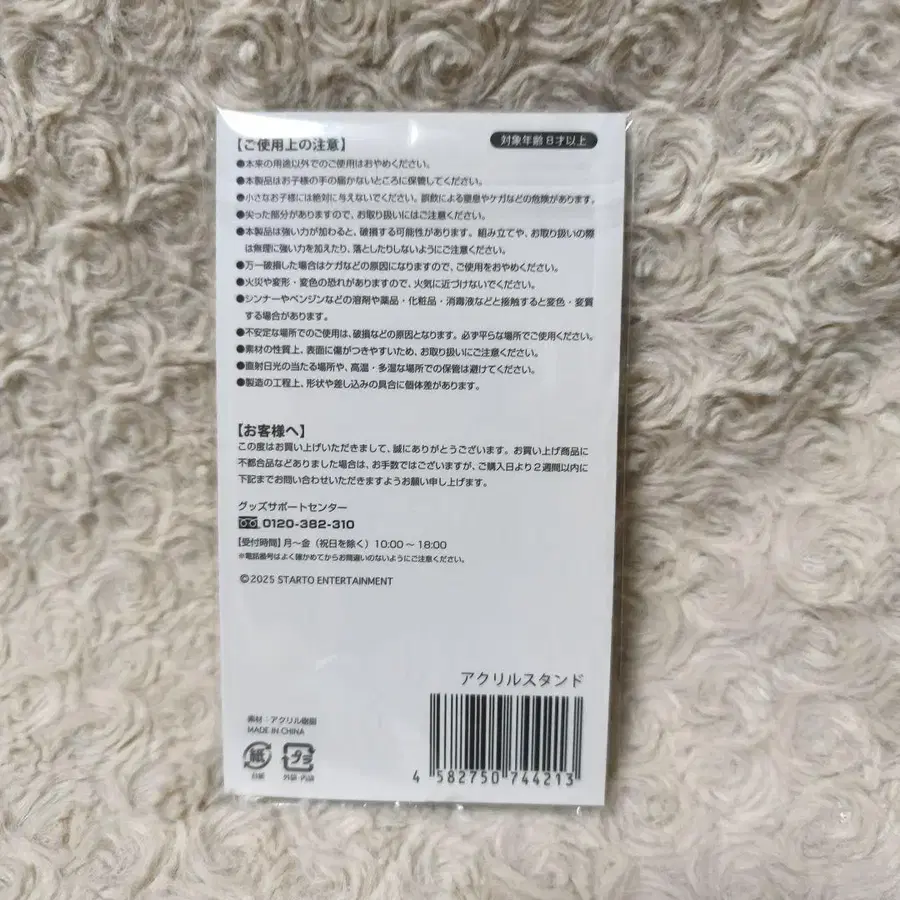 【ご使用上の注意】
対象年齢8才以上
●本来の用途以外でのご使用はおやめください。
●本製品はお子様の手の届かないところに保管してください。
●小さなお子様には絶対に与えないでください。誤飲による窒息やケガなどの危険があります。
●尖った部分がありますので、お取り扱いにはご注意ください。
●本製品は強い力が加わると、破損する可能性があります。組み立てや、お取り扱いの際
は無理に強い力を加えたり、落としたりしないようにご注意ください。
●万一破損した場合はケガなどの原因になりますので、ご使用をおやめください。
●火災や変形・変色の恐れがありますので、火気に近づけないでください。
●シンナーやベンジンなどの溶剤や薬品・化粧品・消毒液などと接触すると変色・変質
する場合があります。
●不安定な場所でのご使用は、破損などの原因となります。必ず平らな場所でご使用ください。
●素材の性質上、表面に傷がつきやすいため、お取り扱いにご注意ください。
●直射日光の当たる場所や、高温・多湿な場所での保管は避けてください。
●製造の工程上、形状や差し込みの具合に個体差があります。
【お客様へ】
この度はお買い上げいただきまして、誠にありがとうございます。お買い上げ商品に
不都合品などありました場合は、お手数ではございますが、ご購入日より2週間以内に
下記までお問い合わせいただきますようお願い申し上げます。
グッズサポートセンター
0120-382-310
【受付時間】月〜金（祝日を除く）10:00〜18:00
※電話番号はよく確かめてからお間違いのないようにご注意ください。
©2025 STARTO ENTERTAINMENT
アクリルスタンド
素材：アクリル樹脂
MADE IN CHINA
紙 プラ
台紙 外袋・内袋
4 582750 744213